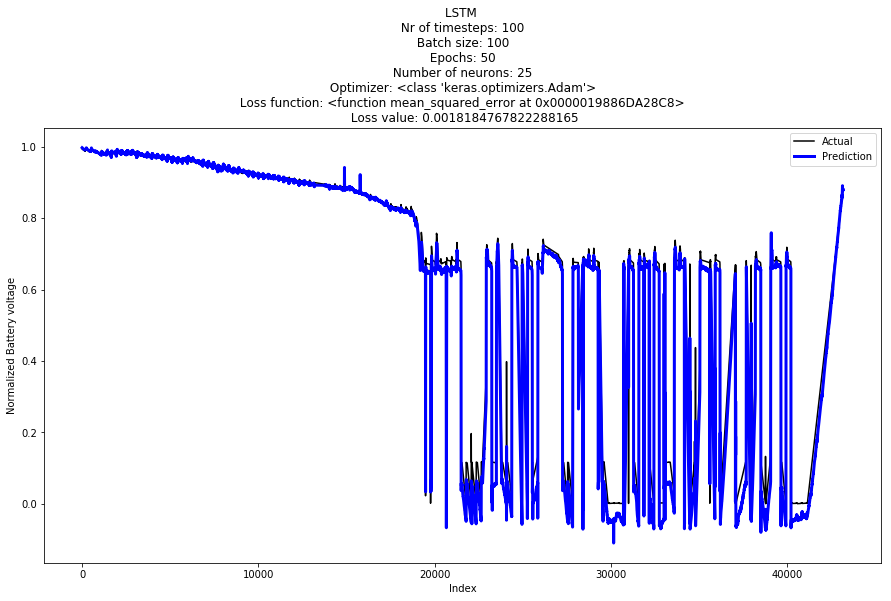 LSTM
Nr of timesteps: 100
Batch size: 100
Epochs: 50
Number of neurons: 25
Optimizer: <class 'keras.optimizers.Adam'>
Loss function: <function mean_squared_error at 0x0000019886DA28C8>
Loss value: 0.0018184767822288165
Actual
Prediction
1.0
0.8
0.6
0.4
0.2
0.0
Normalized Battery voltage
0
10000
20000
30000
40000
Index